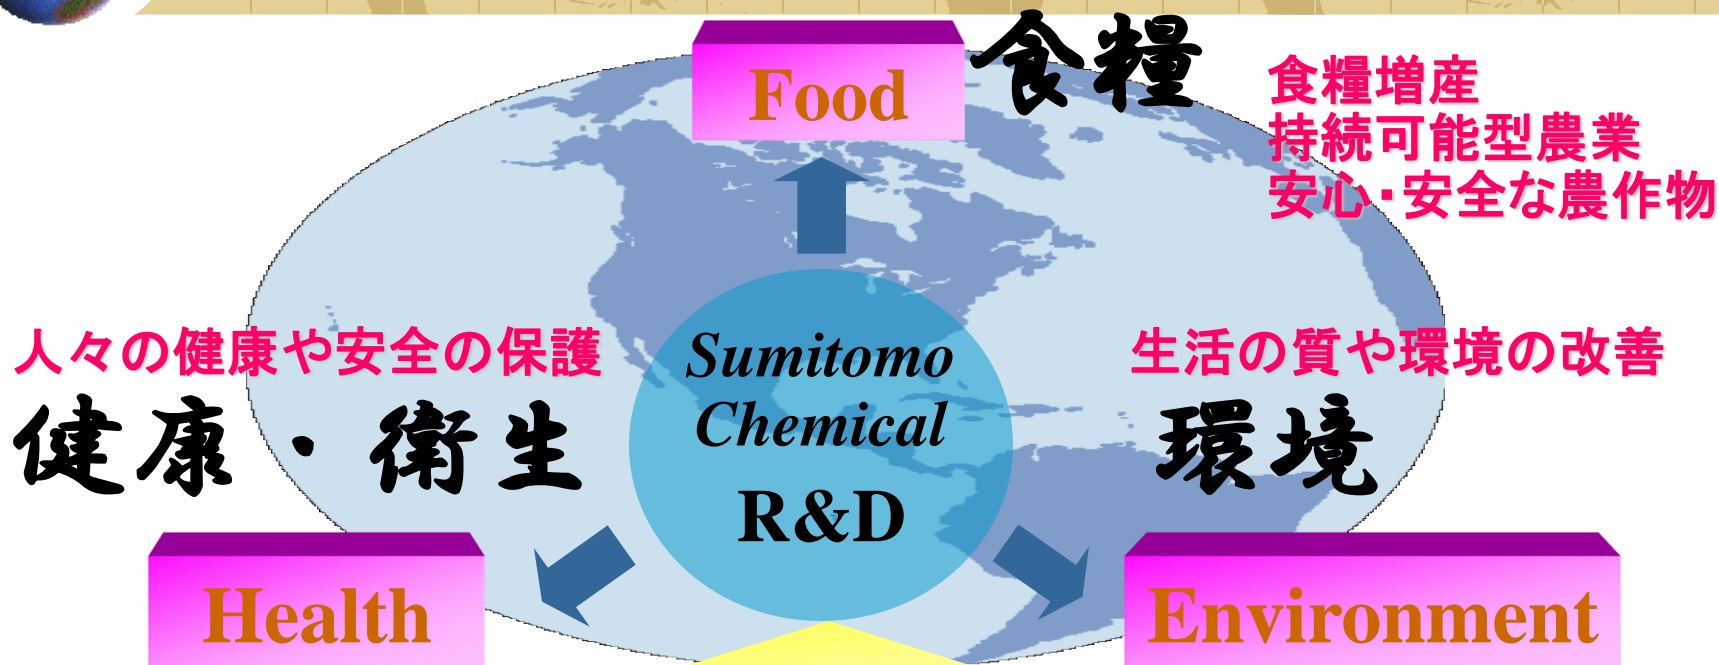 Food
食糧
食糧増産
持続可能型農業
安心・安全な農作物
人々の健康や安全の保護
健康・衛生
Sumitomo
Chemical
R&D
生活の質や環境の改善
環境
Health
Environment